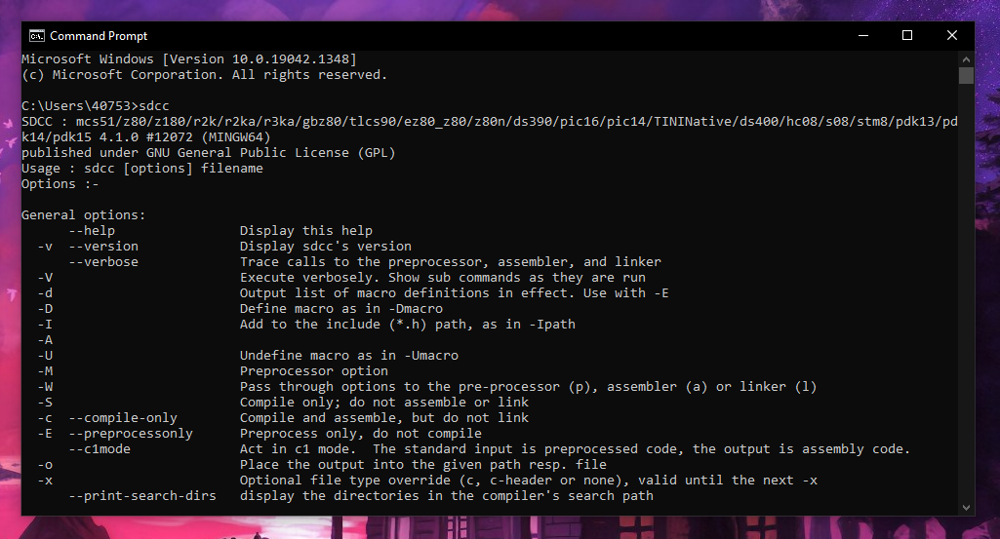 Command Prompt
Microsoft Windows [Version 10.0.19042.1348]
(c) Microsoft Corporation. All rights reserved.
C:\Users\40753>sdcc
SDCC : mcs51/z80/z180/r2k/r2ka/r3ka/gbz80/tlcs90/ez80_z80/z80n/ds390/pic16/pic14/TININative/ds400/hc08/s08/stm8/pdk13/pd
k14/pdk15 4.1.0 #12072 (MINGW64)
published under GNU General Public License (GPL)
Usage : sdcc [options] filename
Options :-
General options:
--help Display this help
-v --version Display sdcc's version
--verbose Trace calls to the preprocessor, assembler, and linker
-V Execute verbosely. Show sub commands as they are run
-d Output list of macro definitions in effect. Use with -E
-D Define macro as in -Dmacro
-I Add to the include (*.h) path, as in -Ipath
-A
-U Undefine macro as in -Umacro
-M Preprocessor option
-W Pass through options to the pre-processor (p), assembler (a) or linker (l)
-S Compile only; do not assemble or link
-c --compile-only Compile and assemble, but do not link
-E --preprocessonly Preprocess only, do not compile
--c1mode Act in c1 mode.  The standard input is preprocessed code, the output is assembly code.
-o Place the output into the given path resp. file
-x Optional file type override (c, c-header or none), valid until the next -x
--print-search-dirs display the directories in the compiler's search path